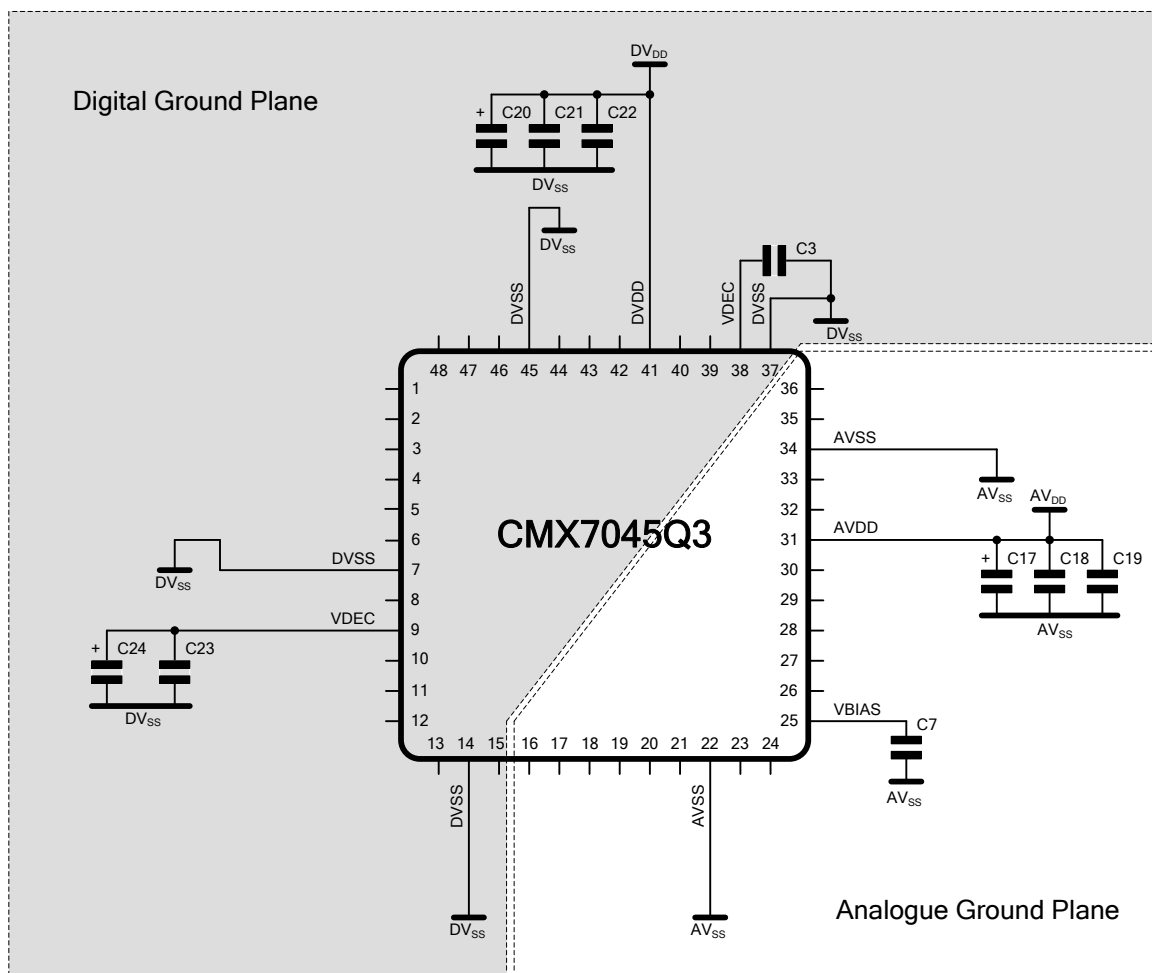 DVDD
Digital Ground Plane
+ C20 C21 C22
DVSS
DVSS
C3
DVSS
DVDD
VDEC
DVSS
DVSS
48 47 46 45 44 43 42 41 40 39 38 37
1
2
3
4
5
6
7
8
9
10
11
12
36
35
34
33
32
31
30
29
28
27
26
25
CMX7045Q3
AVSS
AVSS
AVDD
AVDD
+ C17 C18 C19
AVSS
DVSS
DVSS
VDEC
+ C24 C23
DVSS
VBIAS
C7
AVSS
13 14 15 16 17 18 19 20 21 22 23 24
DVSS
AVSS
DVSS
AVSS
Analogue Ground Plane